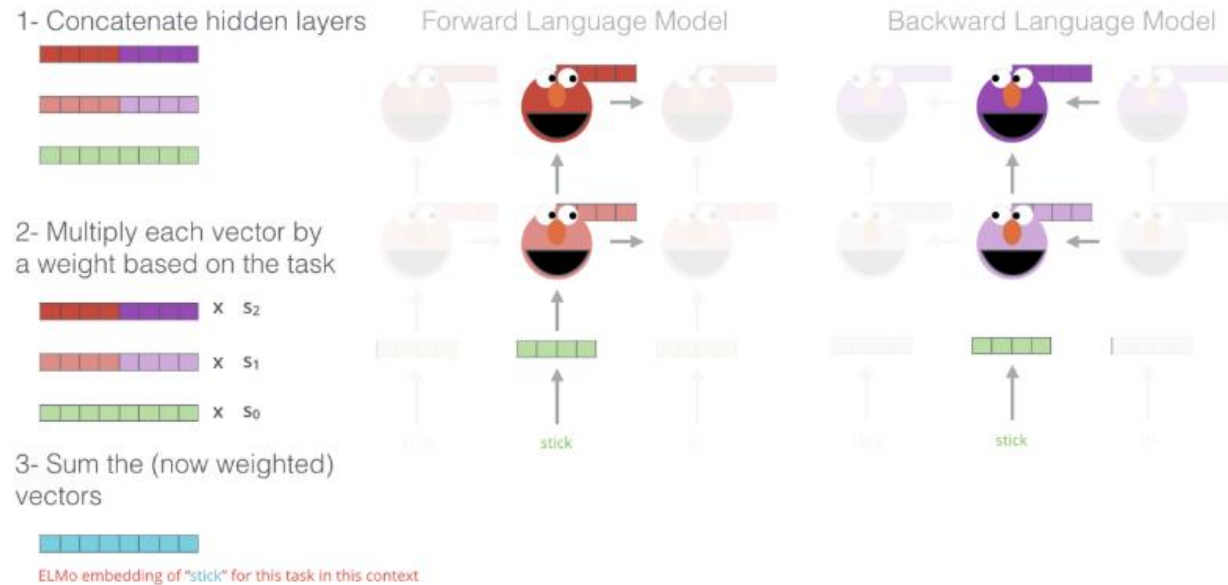 1- Concatenate hidden layers
Forward Language Model
Backward Language Model
2- Multiply each vector by
a weight based on the task
x s2
x s1
x s0
stick
stick
3- Sum the (now weighted)
vectors
ELMo embedding of "stick" for this task in this context